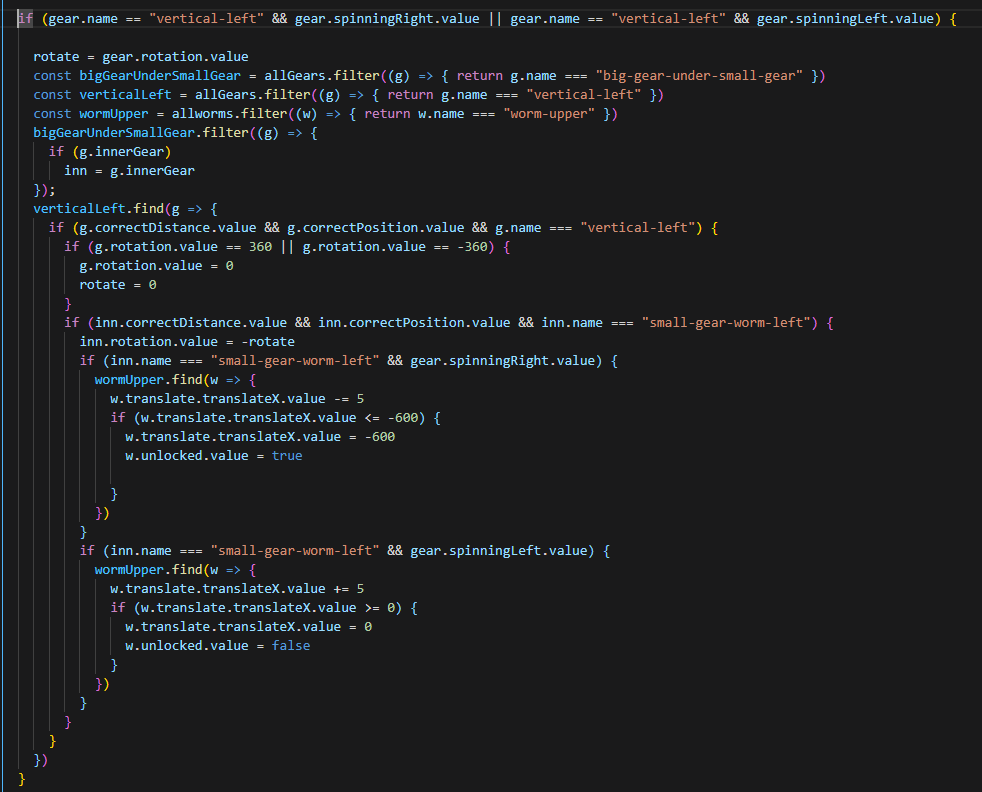 if (gear.name == "vertical-left" && gear.spinningRight.value || gear.name == "vertical-left" && gear.spinningLeft.value) {
rotate = gear.rotation.value
const bigGearUnderSmallGear = allGears.filter((g) => { return g.name === "big-gear-under-small-gear" })
const verticalLeft = allGears.filter((g) => { return g.name === "vertical-left" })
const wormUpper = allworms.filter((w) => { return w.name === "worm-upper" })
bigGearUnderSmallGear.filter((g) => {
if (g.innerGear)
inn = g.innerGear
});
verticalLeft.find(g => {
if (g.correctDistance.value && g.correctPosition.value && g.name === "vertical-left") {
if (g.rotation.value == 360 || g.rotation.value == -360) {
g.rotation.value = 0
rotate = 0
}
if (inn.correctDistance.value && inn.correctPosition.value && inn.name === "small-gear-worm-left") {
inn.rotation.value = -rotate
if (inn.name === "small-gear-worm-left" && gear.spinningRight.value) {
wormUpper.find(w => {
w.translate.translateX.value -= 5
if (w.translate.translateX.value <= -600) {
w.translate.translateX.value = -600
w.unlocked.value = true
}
})
}
if (inn.name === "small-gear-worm-left" && gear.spinningLeft.value) {
wormUpper.find(w => {
w.translate.translateX.value += 5
if (w.translate.translateX.value >= 0) {
w.translate.translateX.value = 0
w.unlocked.value = false
}
})
}
}
}
})
}